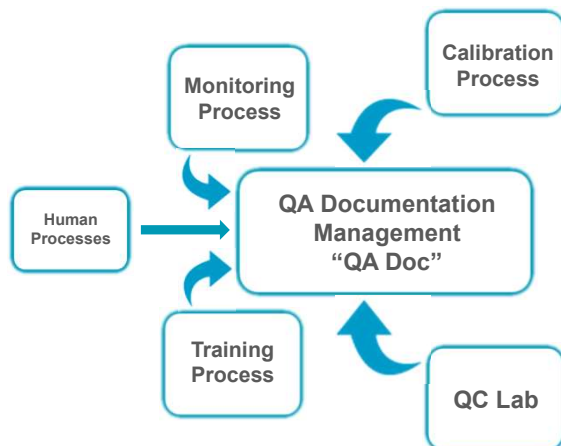 Calibration
Process
Monitoring
Process
QA Documentation
Management
“QA Doc”
Human
Processes
Training
Process
QC Lab